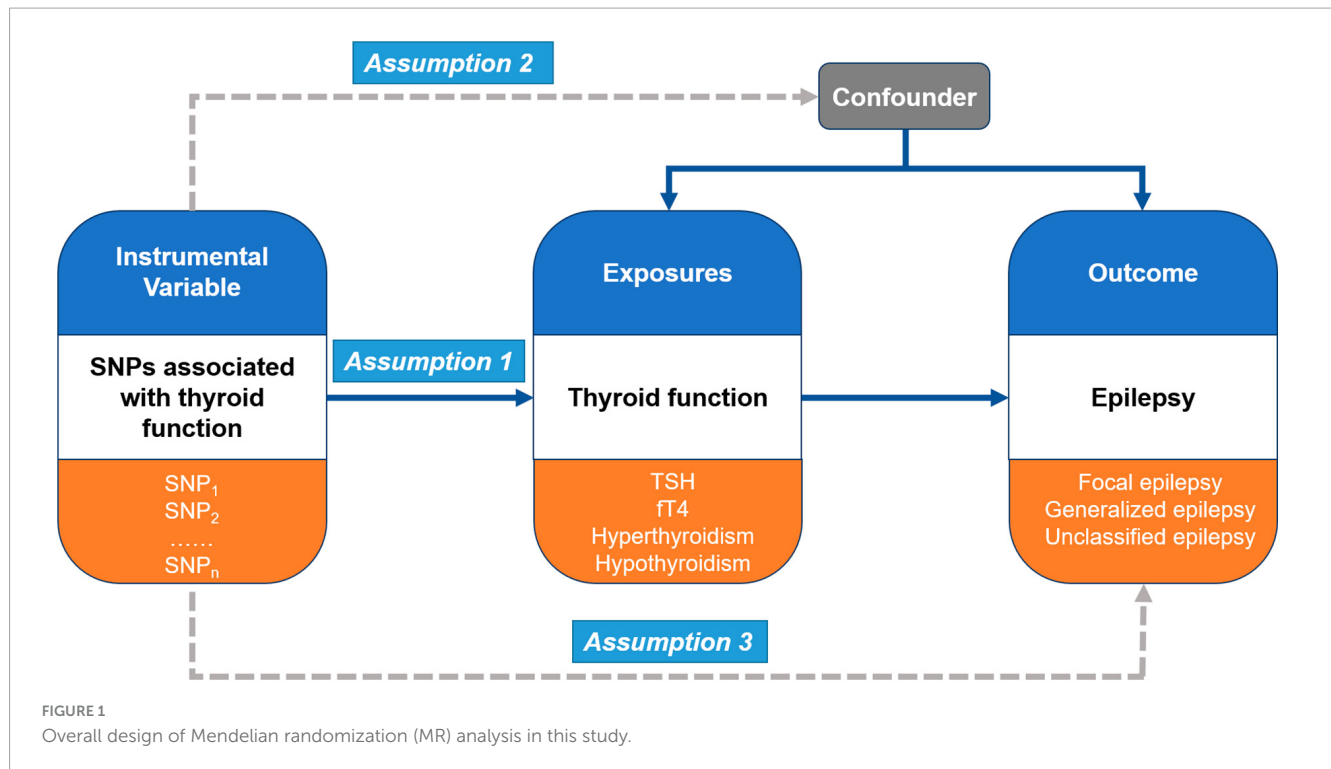 Assumption 2
Confounder
Instrumental
Variable
SNPs associated
with thyroid
function
SNP₁
SNP₂
......
SNPₙ
Assumption 1
Exposures
Thyroid function
TSH
fT4
Hyperthyroidism
Hypothyroidism
Outcome
Epilepsy
Focal epilepsy
Generalized epilepsy
Unclassified epilepsy
Assumption 3
FIGURE 1
Overall design of Mendelian randomization (MR) analysis in this study.